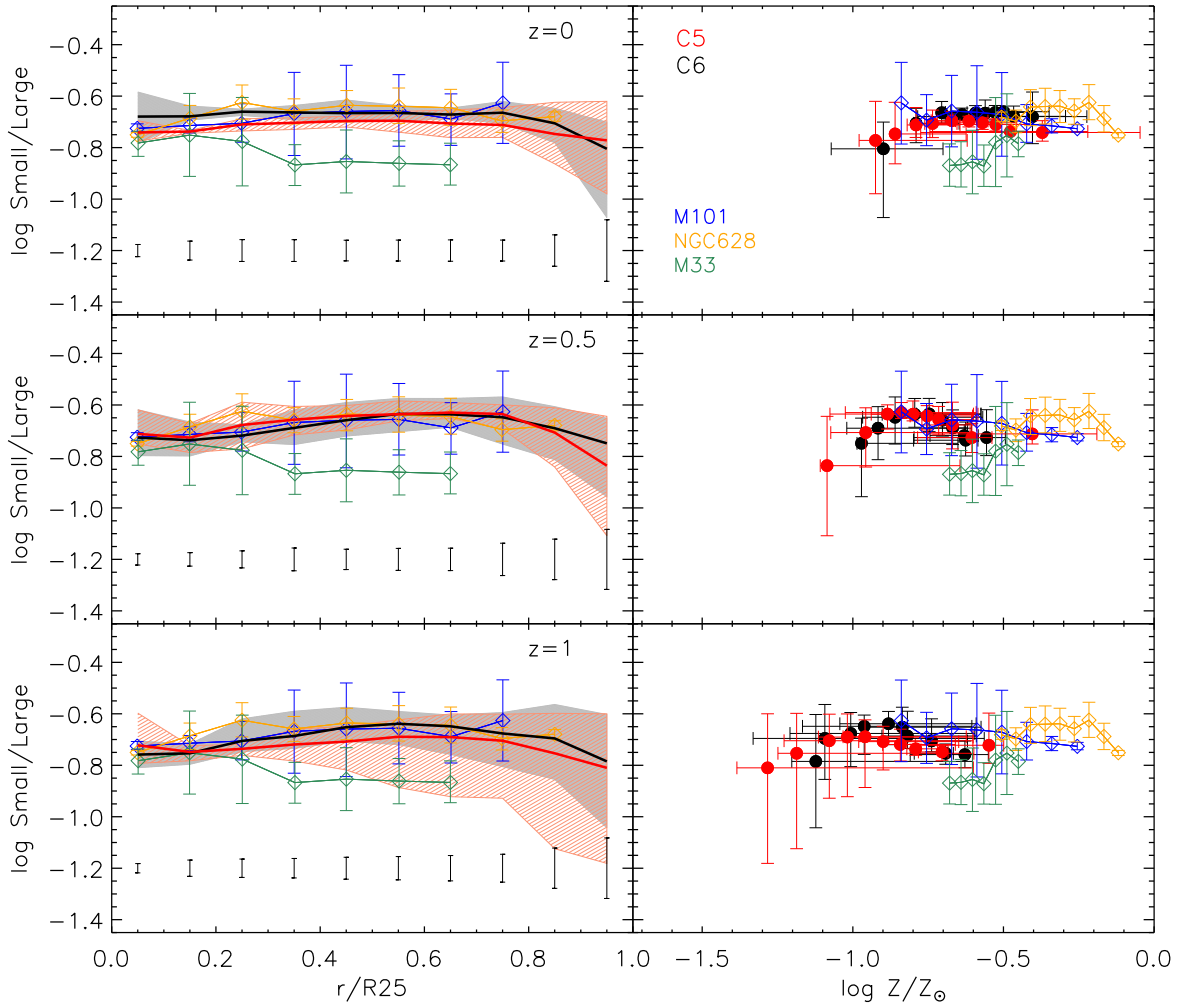 z=0
C5
C6
−0.4
−0.6
−0.8
−1.0
−1.2
−1.4
log Small/Large
M101
NGC628
M33
z=0.5
−0.4
−0.6
−0.8
−1.0
−1.2
−1.4
log Small/Large
z=1
−0.4
−0.6
−0.8
−1.0
−1.2
−1.4
log Small/Large
0.0 0.2 0.4 0.6 0.8 1.0
−1.5 −1.0 −0.5 0.0
r/R25
log Z/Z⊙